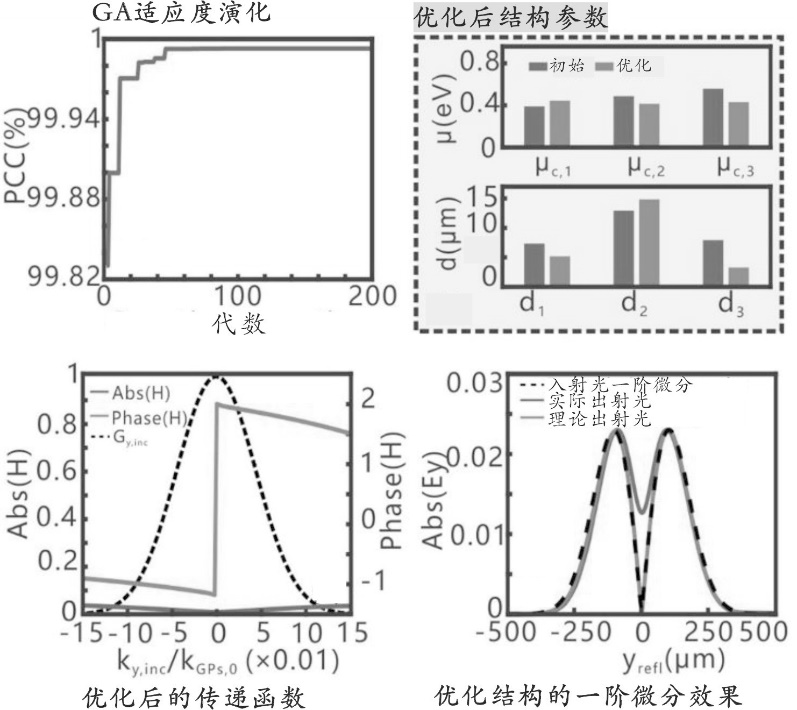 GA适应度演化
1
99.94
99.88
99.82
PCC(%)
0 100 200
代数
优化后结构参数
0.8
0.4
0
μ(eV)
初始 优化
μc,1 μc,2 μc,3
15
10
0
d(μm)
d1 d2 d3
1
0.8
0.6
0.4
0.2
0
Abs(H)
Abs(H)
Phase(H)
Gy,inc
2
1
0
-1
Phase(H)
-15 -10 -5 0 5 10 15
ky,inc/kGPs,0 (×0.01)
优化后的传递函数
0.03
0.02
0.01
0
Abs(Ey)
入射光一阶微分
实际出射光
理论出射光
-500 -250 0 250 500
yrefl(μm)
优化结构的一阶微分效果